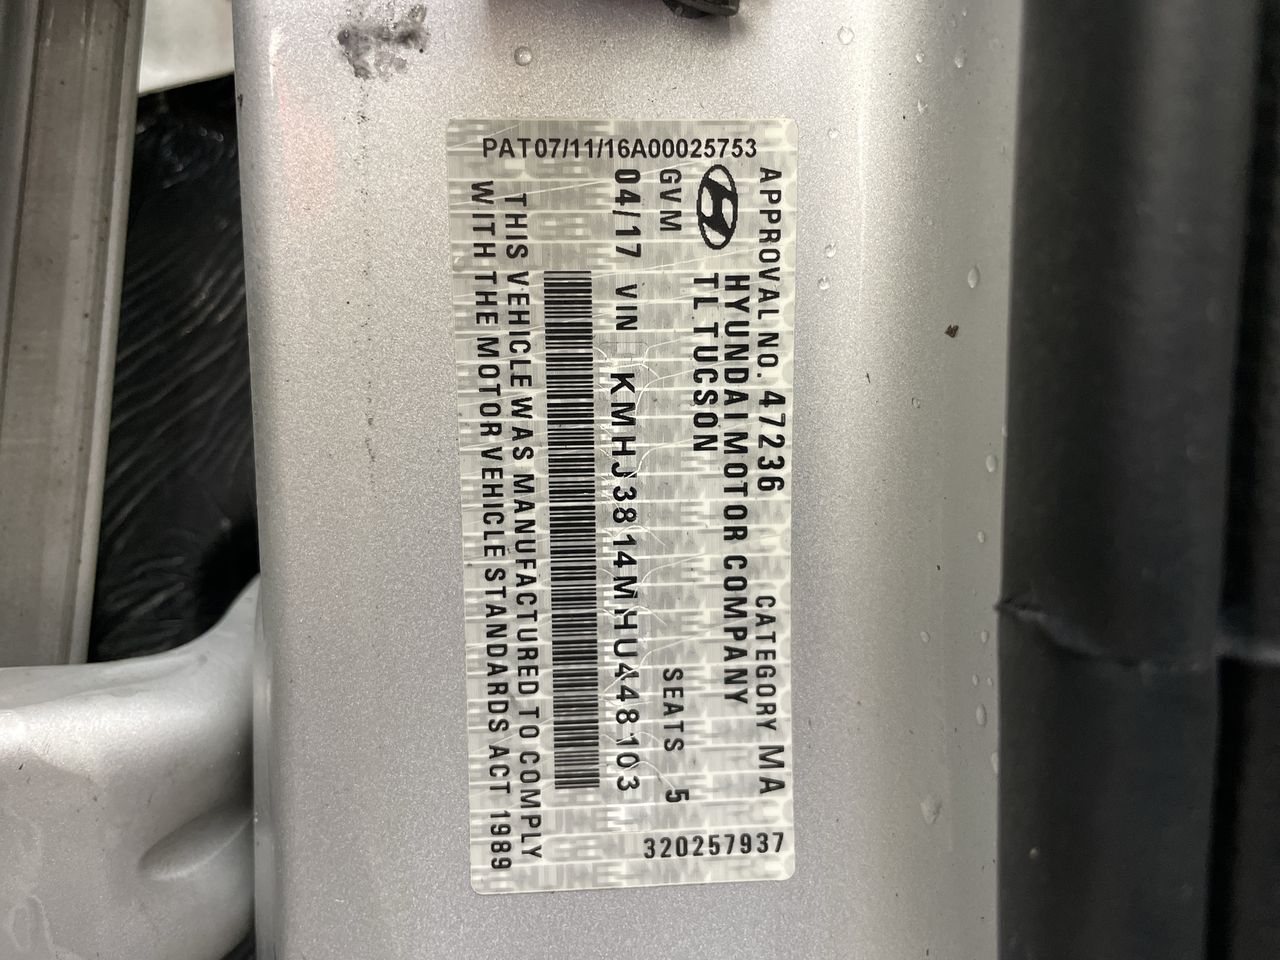 PAT07/11/16A00025753
APPROVAL NO. 47236 CATEGORY MA
HYUNDAI MOTOR COMPANY
TL TUCSON
GVM SEATS 5
04/17 VIN KMHJ3814MHU448103
THIS VEHICLE WAS MANUFACTURED TO COMPLY
WITH THE MOTOR VEHICLE STANDARDS ACT 1989
320257937